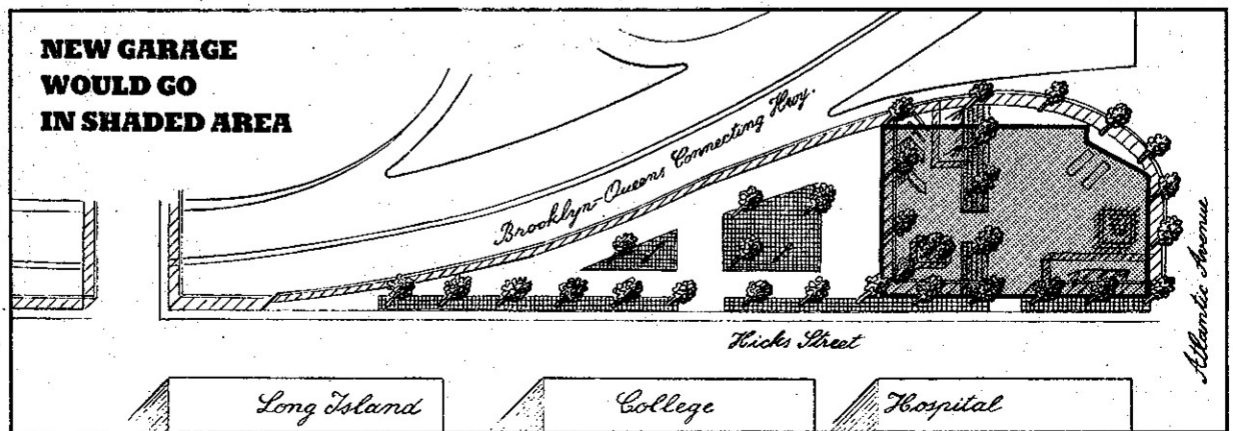 NEW GARAGE
WOULD GO
IN SHADED AREA
Brooklyn-Queens Connecting Hwy.
Atlantic Avenue
Hicks Street
Long Island College Hospital